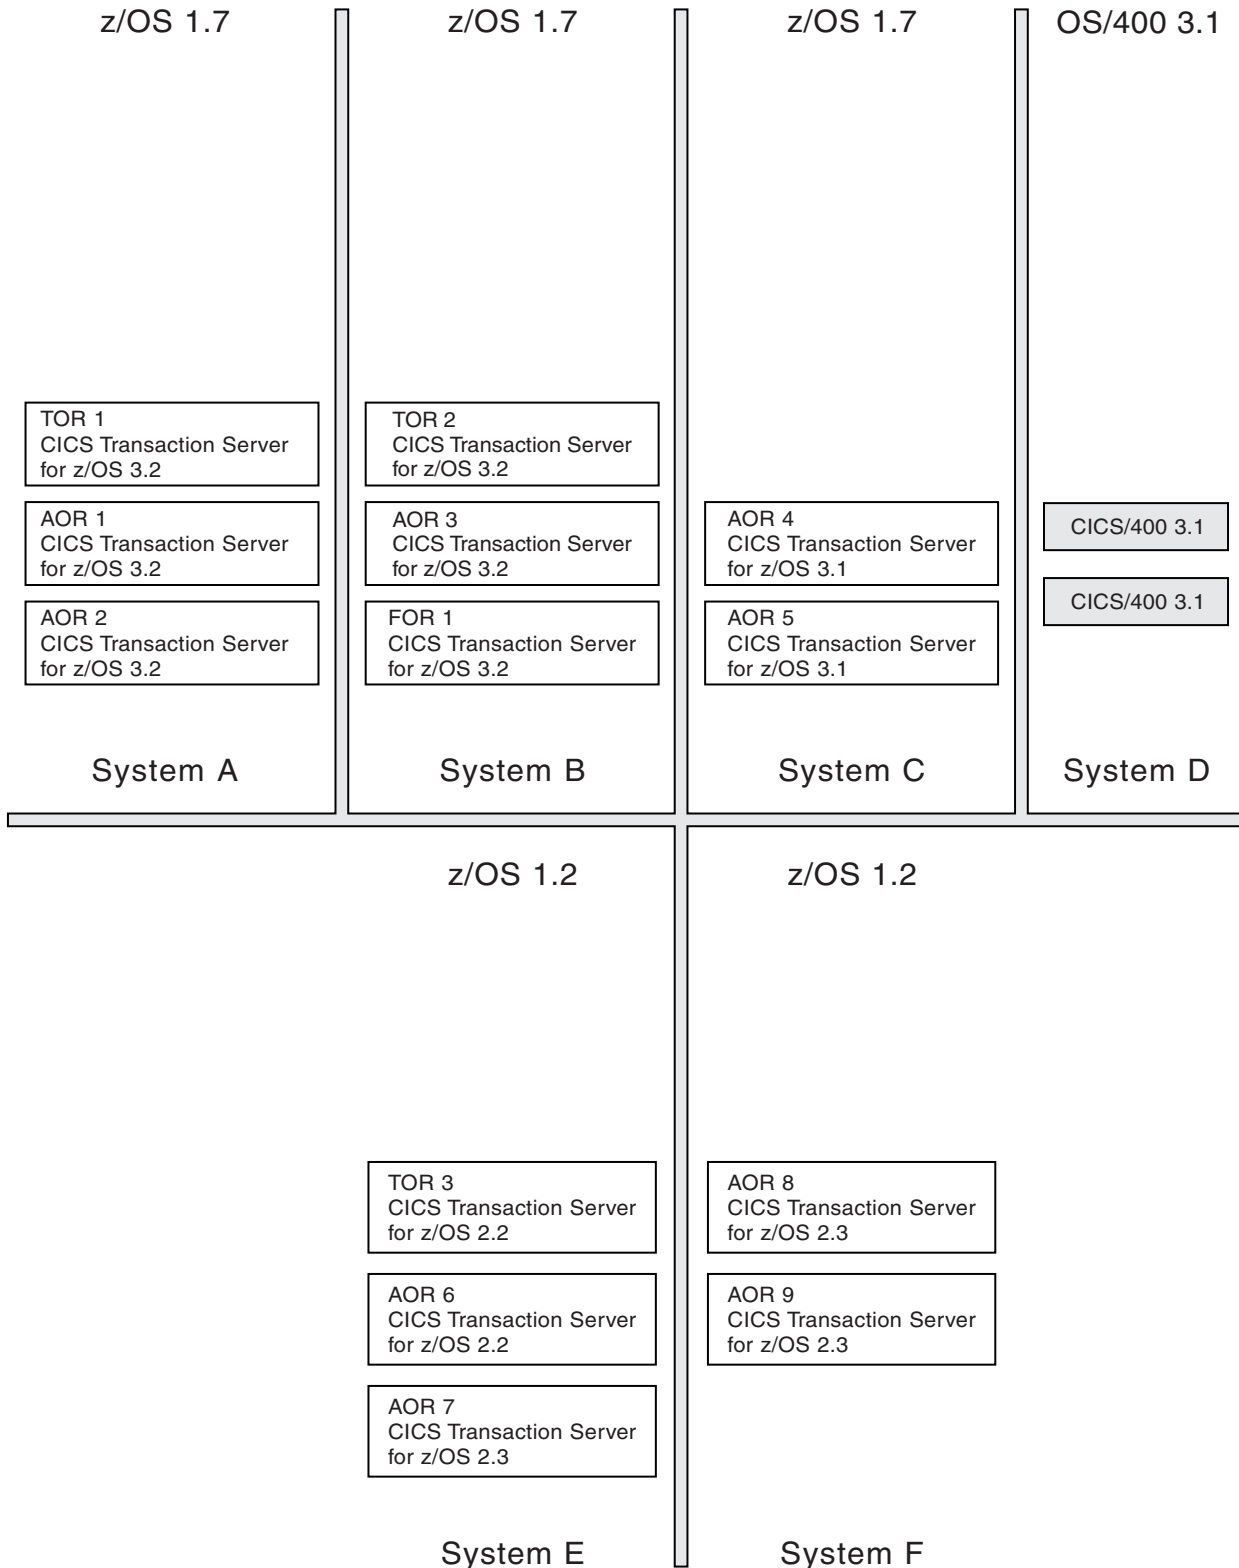 z/OS 1.7
z/OS 1.7
z/OS 1.7
OS/400 3.1
TOR 1
CICS Transaction Server
for z/OS 3.2
AOR 1
CICS Transaction Server
for z/OS 3.2
AOR 2
CICS Transaction Server
for z/OS 3.2
System A
TOR 2
CICS Transaction Server
for z/OS 3.2
AOR 3
CICS Transaction Server
for z/OS 3.2
FOR 1
CICS Transaction Server
for z/OS 3.2
System B
AOR 4
CICS Transaction Server
for z/OS 3.1
AOR 5
CICS Transaction Server
for z/OS 3.1
System C
CICS/400 3.1
CICS/400 3.1
System D
z/OS 1.2
z/OS 1.2
TOR 3
CICS Transaction Server
for z/OS 2.2
AOR 6
CICS Transaction Server
for z/OS 2.2
AOR 7
CICS Transaction Server
for z/OS 2.3
System E
AOR 8
CICS Transaction Server
for z/OS 2.3
AOR 9
CICS Transaction Server
for z/OS 2.3
System F